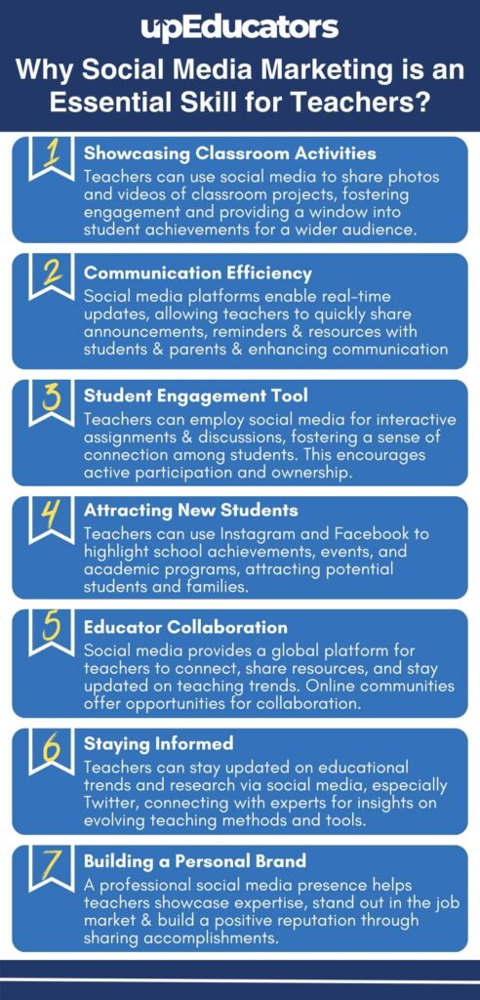 upEducators
Why Social Media Marketing is an
Essential Skill for Teachers?
1
Showcasing Classroom Activities
Teachers can use social media to share photos
and videos of classroom projects, fostering
engagement and providing a window into
student achievements for a wider audience.
2
Communication Efficiency
Social media platforms enable real-time
updates, allowing teachers to quickly share
announcements, reminders & resources with
students & parents & enhancing communication
3
Student Engagement Tool
Teachers can employ social media for interactive
assignments & discussions, fostering a sense of
connection among students. This encourages
active participation and ownership.
4
Attracting New Students
Teachers can use Instagram and Facebook to
highlight school achievements, events, and
academic programs, attracting potential
students and families.
5
Educator Collaboration
Social media provides a global platform for
teachers to connect, share resources, and stay
updated on teaching trends. Online communities
offer opportunities for collaboration.
6
Staying Informed
Teachers can stay updated on educational
trends and research via social media, especially
Twitter, connecting with experts for insights on
evolving teaching methods and tools.
7
Building a Personal Brand
A professional social media presence helps
teachers showcase expertise, stand out in the job
market & build a positive reputation through
sharing accomplishments.